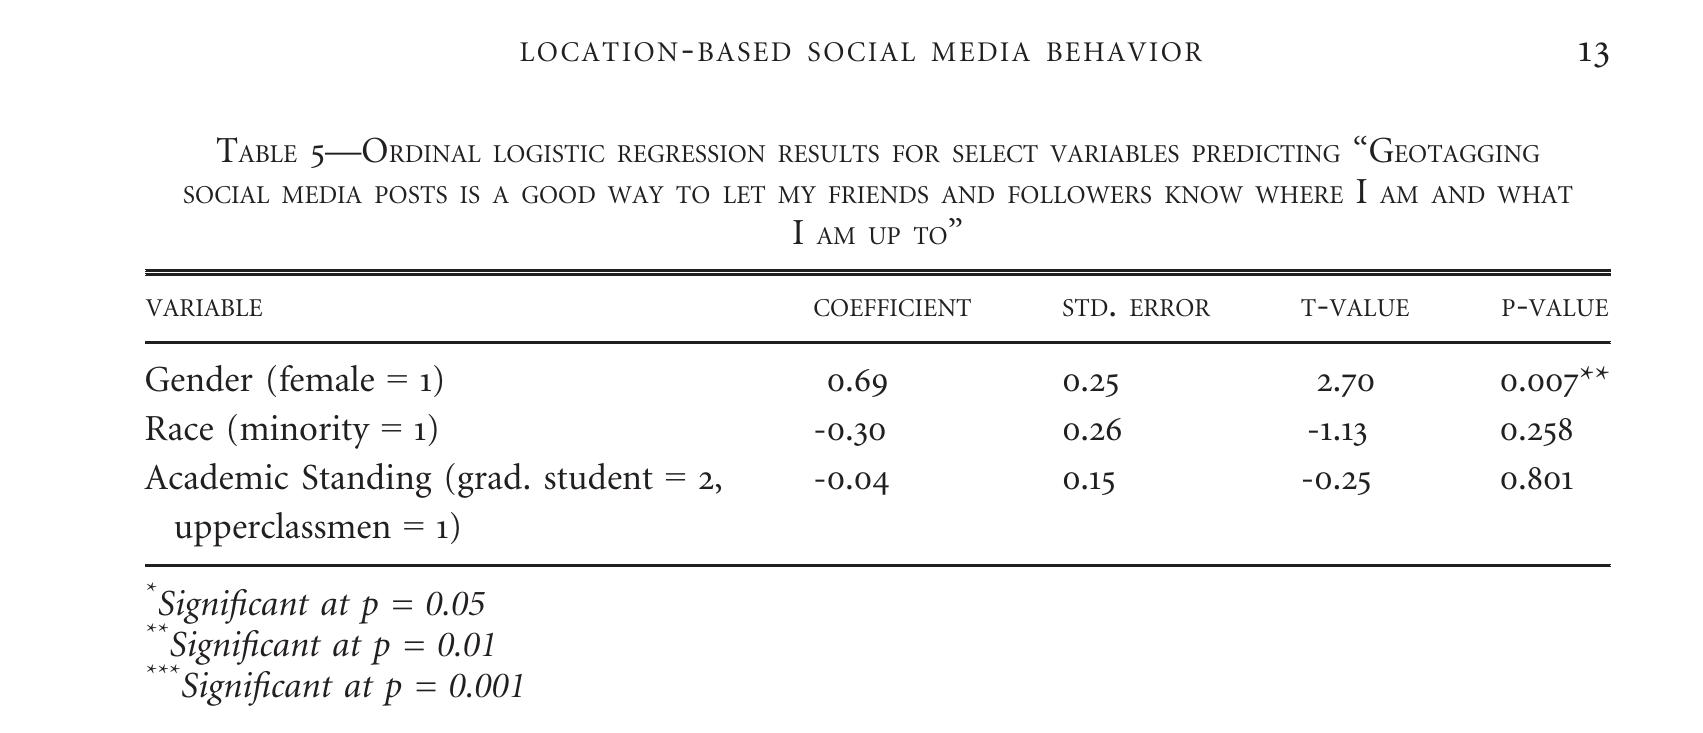 LOCATION-BASED SOCIAL MEDIA BEHAVIOR 13
Table 5—Ordinal logistic regression results for select variables predicting “Geotagging
social media posts is a good way to let my friends and followers know where I am and what
I am up to”
VARIABLE COEFFICIENT STD. ERROR T-VALUE P-VALUE
Gender (female = 1) 0.69 0.25 2.70 0.007**
Race (minority = 1) -0.30 0.26 -1.13 0.258
Academic Standing (grad. student = 2, -0.04 0.15 -0.25 0.801
upperclassmen = 1)
*Significant at p = 0.05
**Significant at p = 0.01
***Significant at p = 0.001